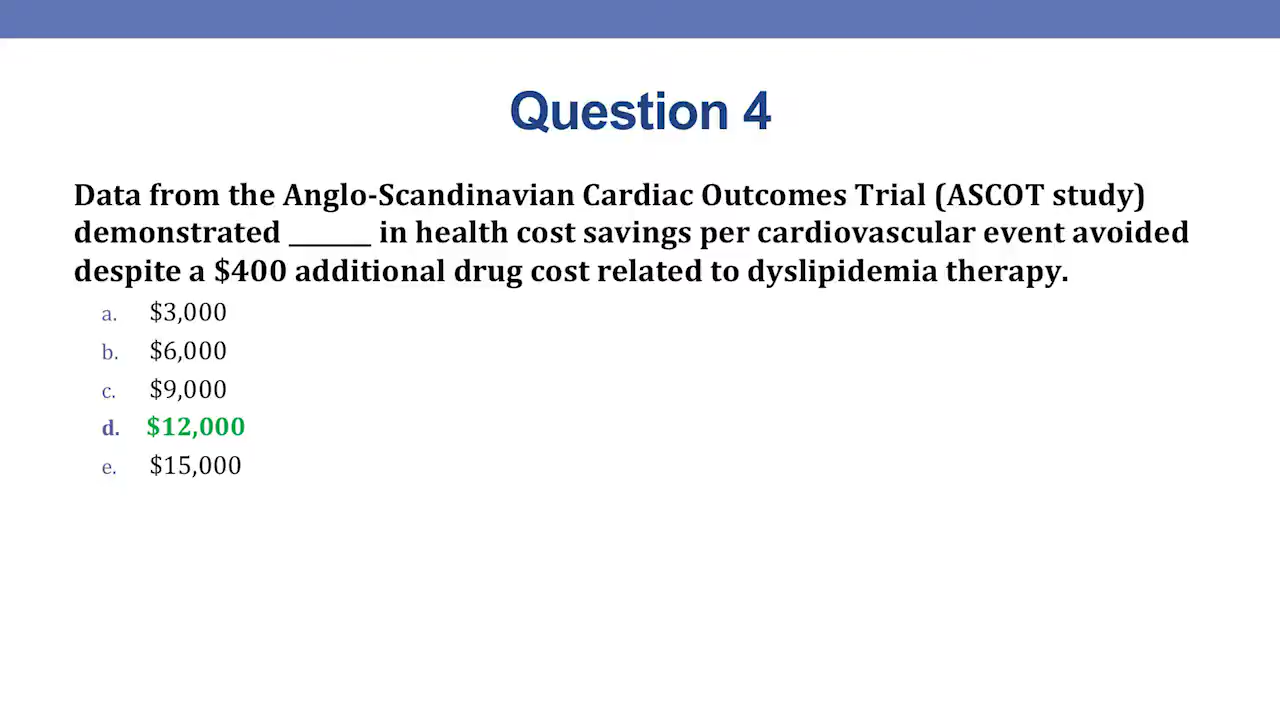 Question 4
Data from the Anglo-Scandinavian Cardiac Outcomes Trial (ASCOT study)
demonstrated ______ in health cost savings per cardiovascular event avoided
despite a $400 additional drug cost related to dyslipidemia therapy.
a. $3,000
b. $6,000
c. $9,000
d. $12,000
e. $15,000